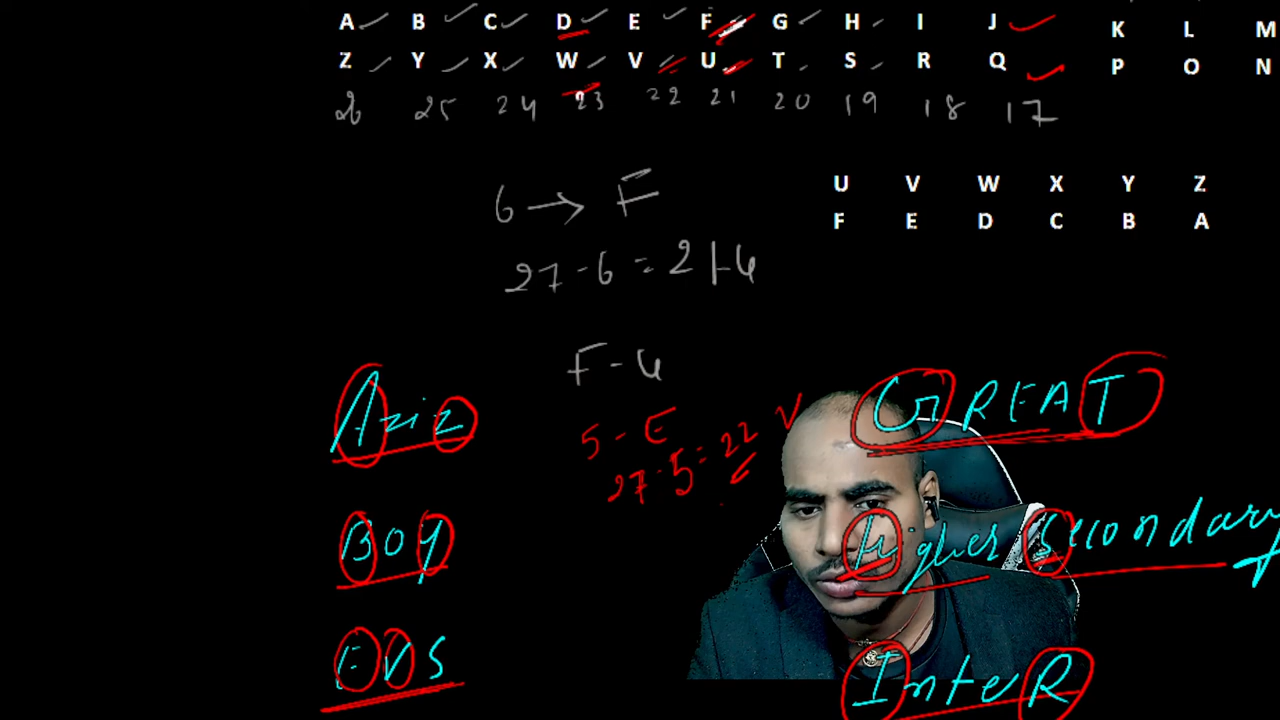 A B C D E F G H I J K L M
Z Y X W V U T S R Q P O N
26 25 24 23 22 21 20 19 18 17
U V W X Y Z
F E D C B A
6 → F
27 - 6 = 21 - u
F - u
Aziz
5 - E
27 - 5 = 22 V
GREAT
Boy
Higher Secondary
EVS
InteR